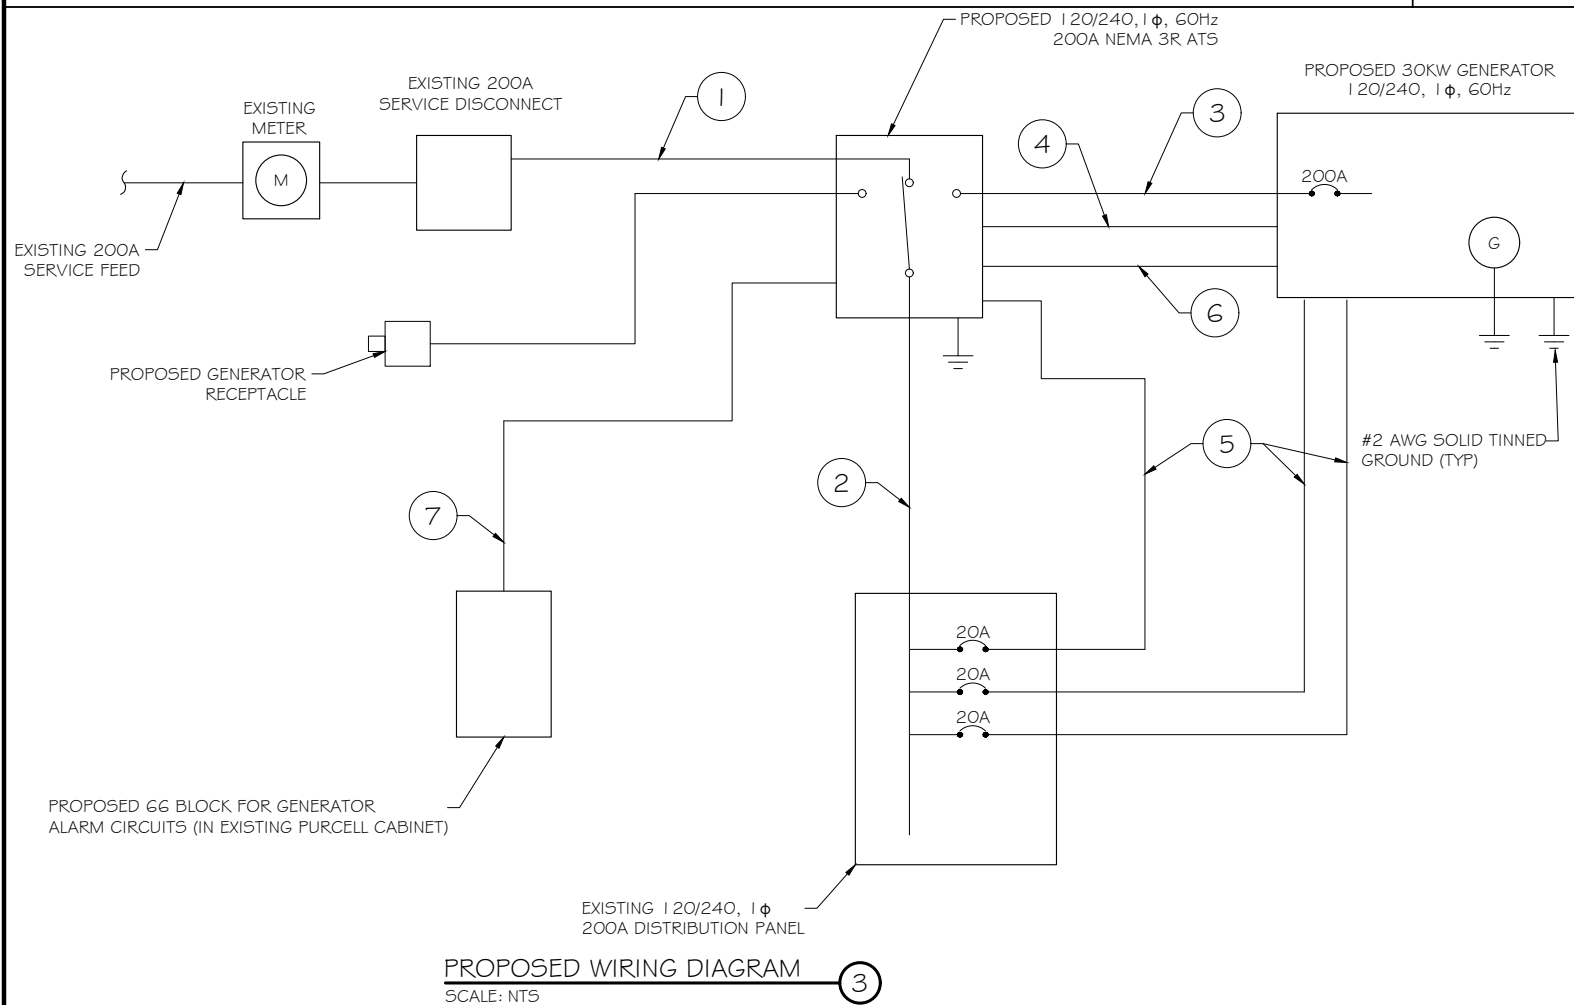 PROPOSED 120/240, 1ϕ, 60Hz
200A NEMA 3R ATS
PROPOSED 30KW GENERATOR
120/240, 1ϕ, 60Hz
EXISTING 200A
SERVICE DISCONNECT
EXISTING
METER
1
3
4
M
200A
EXISTING 200A
SERVICE FEED
G
6
PROPOSED GENERATOR
RECEPTACLE
5
#2 AWG SOLID TINNED
GROUND (TYP)
2
7
20A
20A
20A
PROPOSED 66 BLOCK FOR GENERATOR
ALARM CIRCUITS (IN EXISTING PURCELL CABINET)
EXISTING 120/240, 1ϕ
200A DISTRIBUTION PANEL
PROPOSED WIRING DIAGRAM
3
SCALE: NTS